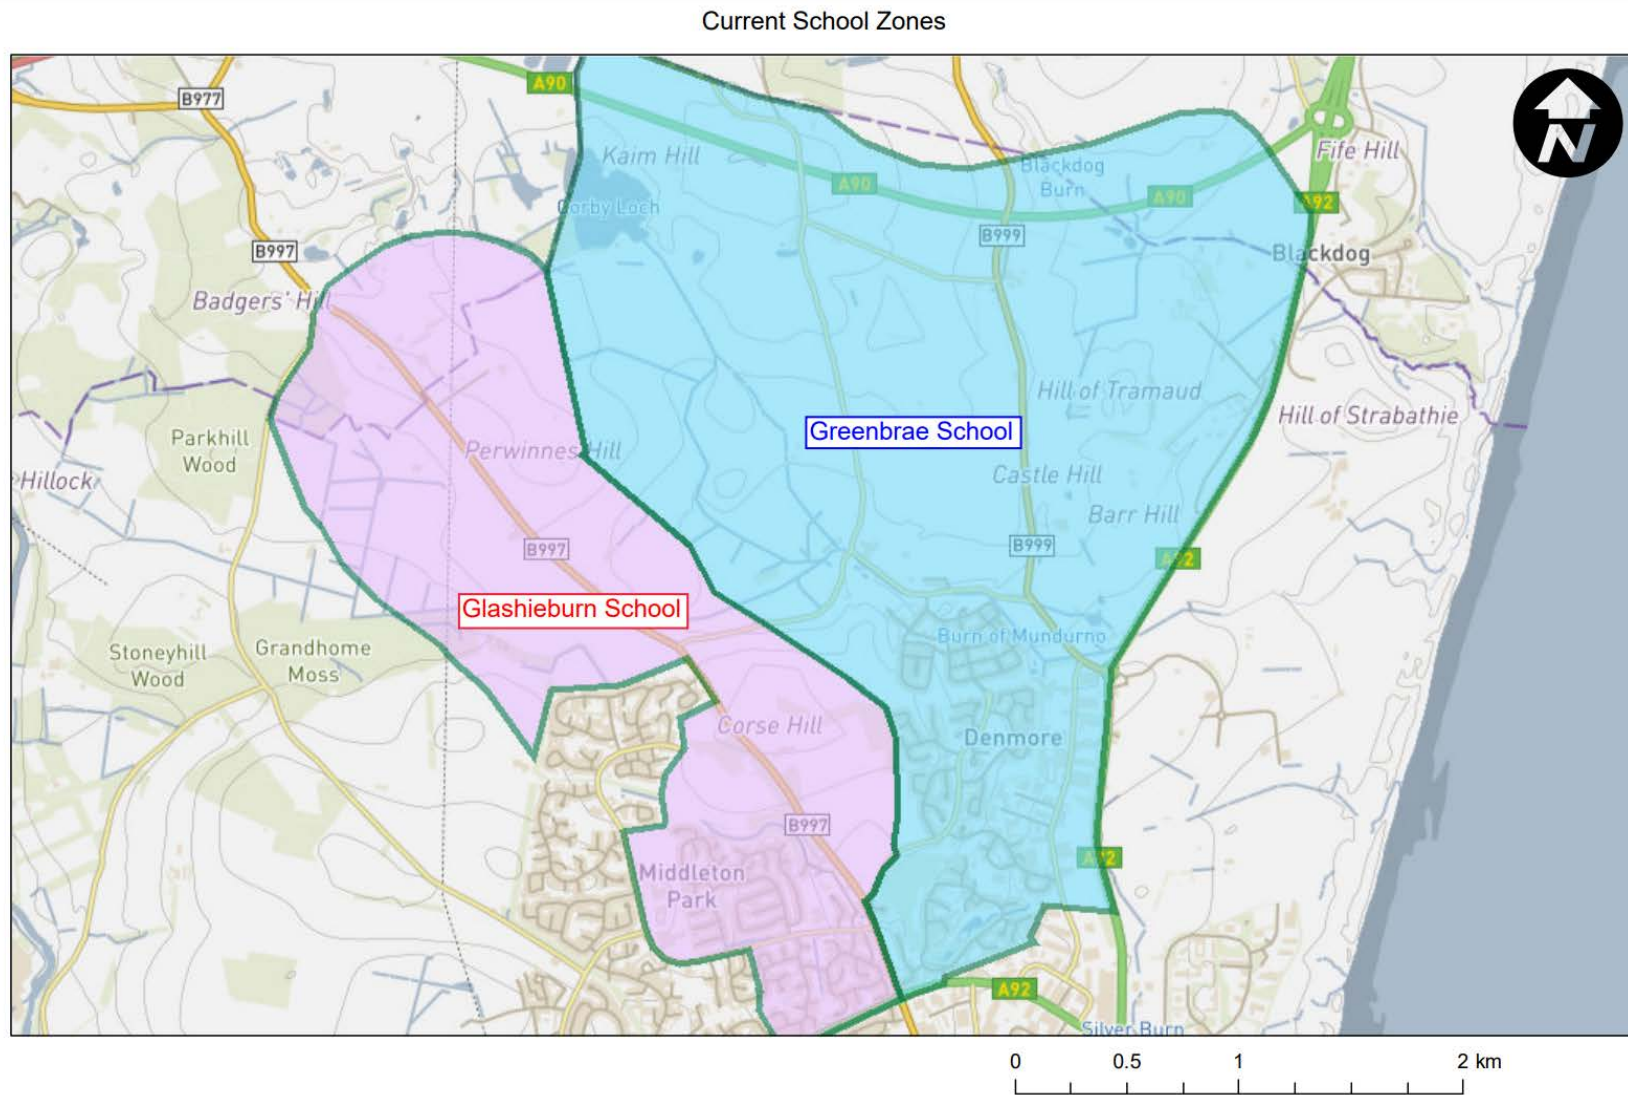 Current School Zones
A90
B977
Kaim Hill
Fife Hill
Blackdog
Burn
A90
A90
A92
Corby Loch
B999
B997
Blackdog
Badgers' Hill
Hill of Tramaud
Hill of Strabathie
Greenbrae School
Parkhill
Wood
Perwinnes Hill
Hillock
Castle Hill
Barr Hill
B997
B999
A92
Glashieburn School
Burn of Mundurno
Stoneyhill
Wood
Grandhome
Moss
Corse Hill
Denmore
B997
A92
Middleton
Park
A92
Silver Burn
0 0.5 1 2 km
N